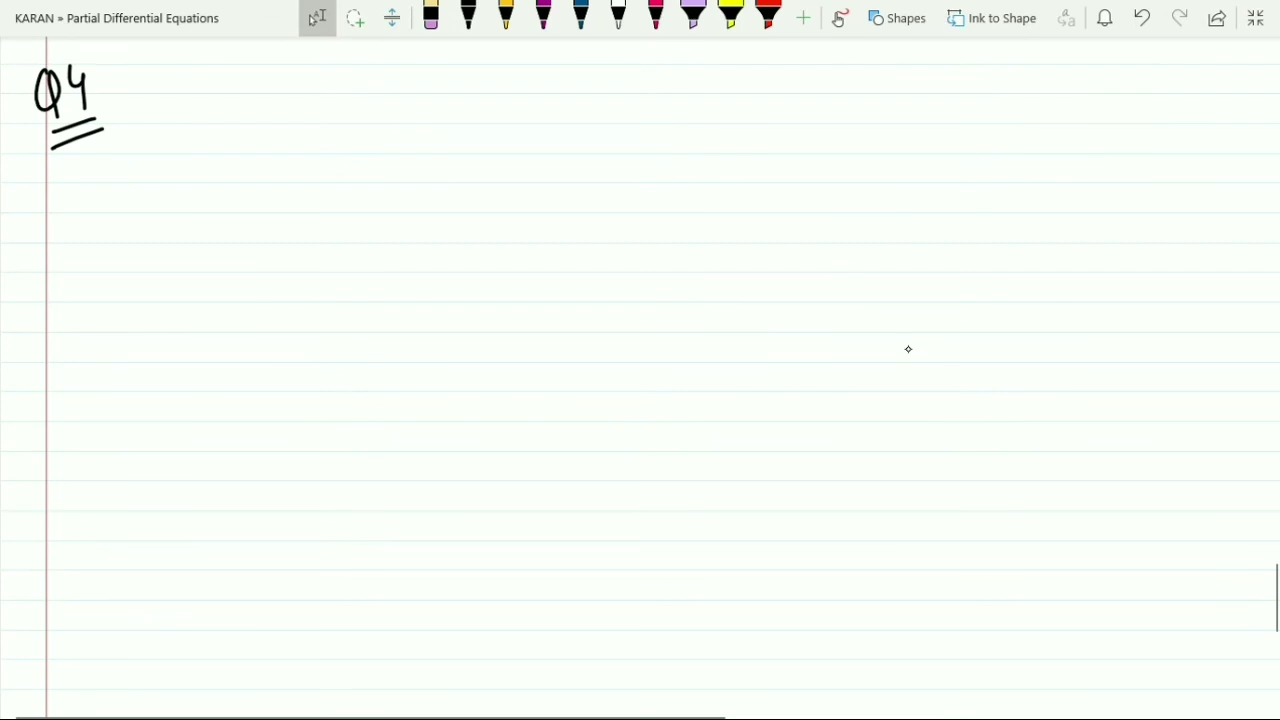 KARAN » Partial Differential Equations
Shapes
Ink to Shape
Q4